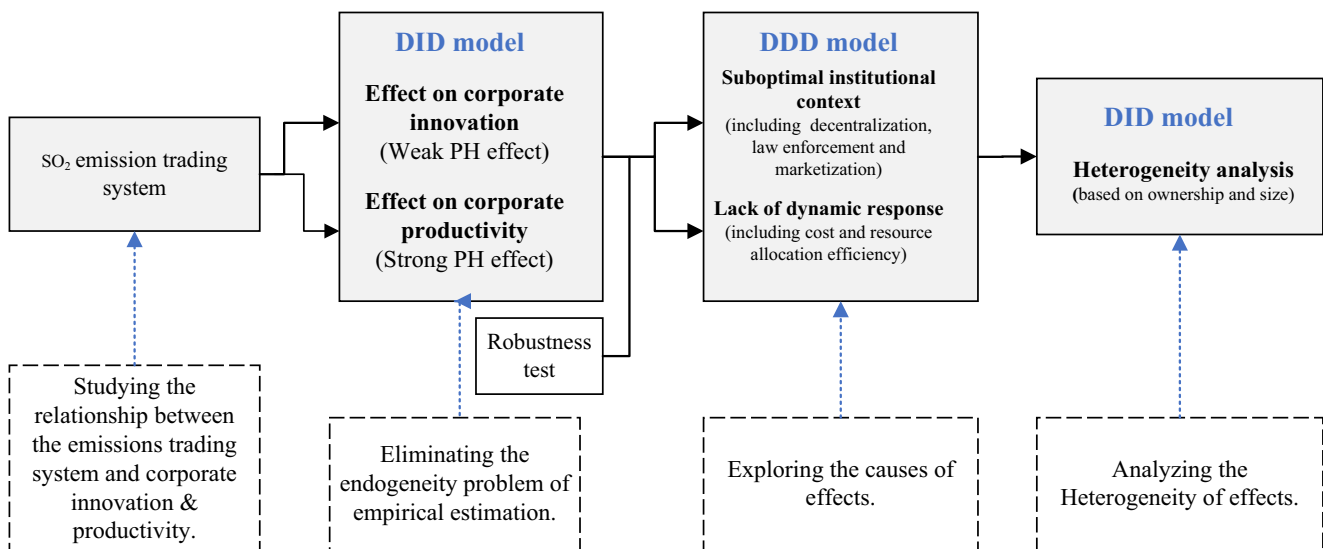 SO₂ emission trading
system
DID model
Effect on corporate
innovation
(Weak PH effect)
Effect on corporate
productivity
(Strong PH effect)
Robustness
test
DDD model
Suboptimal institutional
context
(including decentralization,
law enforcement and
marketization)
Lack of dynamic response
(including cost and resource
allocation efficiency)
DID model
Heterogeneity analysis
(based on ownership and size)
Studying the
relationship between
the emissions trading
system and corporate
innovation &
productivity.
Eliminating the
endogeneity problem of
empirical estimation.
Exploring the causes of
effects.
Analyzing the
Heterogeneity of effects.